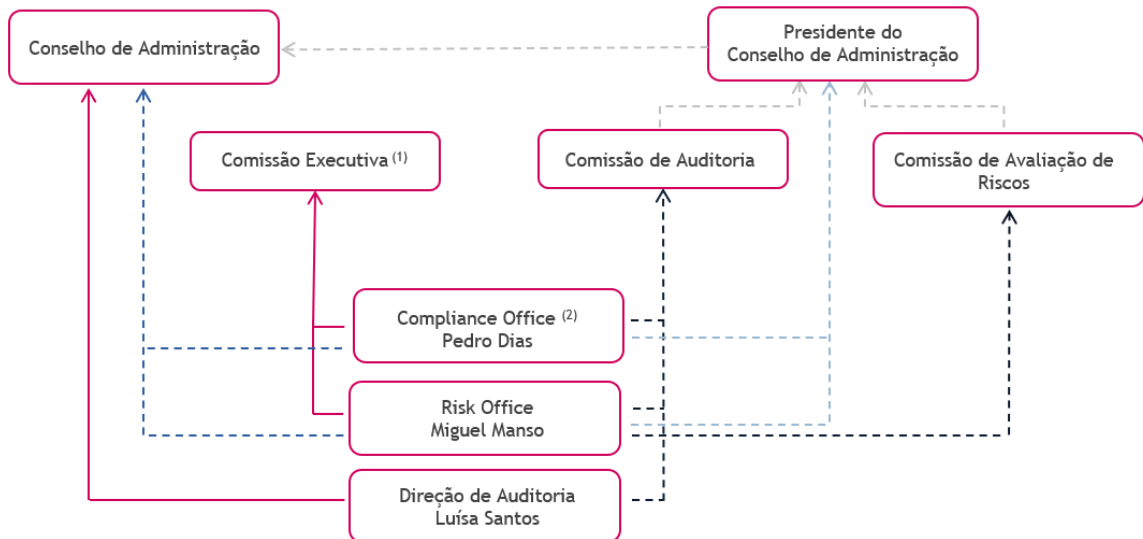 Conselho de Administração
Presidente do
Conselho de Administração
Comissão Executiva (1)
Comissão de Auditoria
Comissão de Avaliação de
Riscos
Compliance Office (2)
Pedro Dias
Risk Office
Miguel Manso
Direção de Auditoria
Luísa Santos